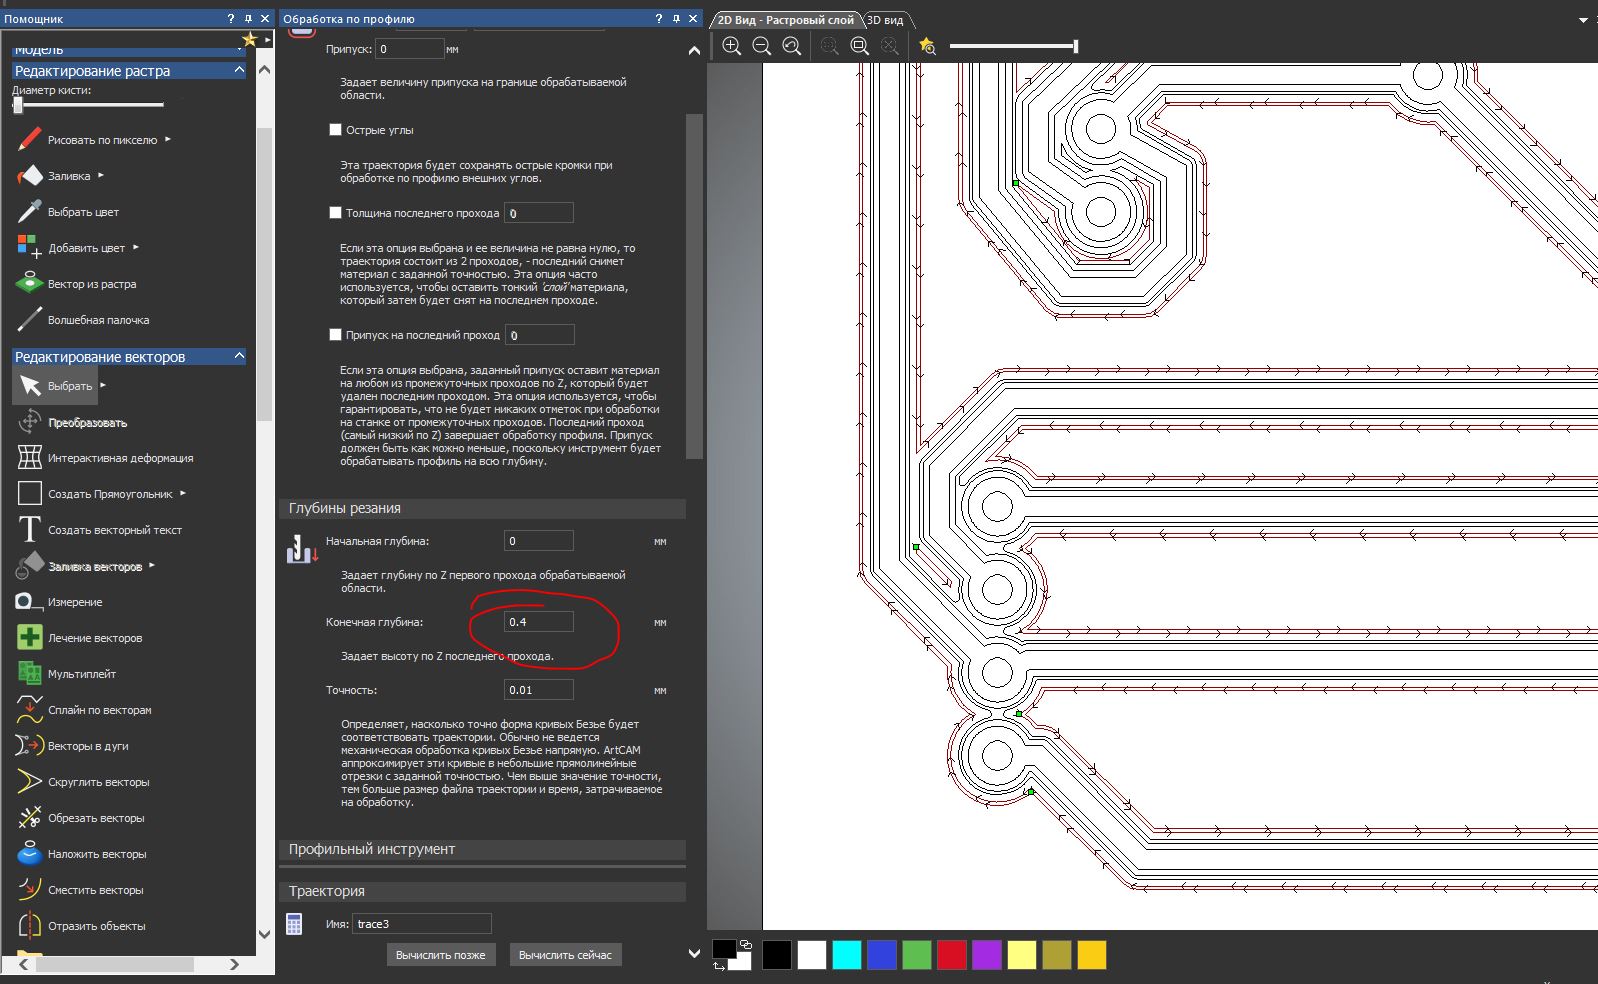 Помощник
Модель
Редактирование растра
Диаметр кисти:
Рисовать по пикселю
Заливка
Выбрать цвет
Добавить цвет
Вектор из растра
Волшебная палочка
Редактирование векторов
Выбрать
Преобразовать
Интерактивная деформация
Создать Прямоугольник
Создать векторный текст
Заливка векторов
Измерение
Лечение векторов
Мультиплейт
Сплайн по векторам
Векторы в дуги
Скруглить векторы
Обрезать векторы
Наложить векторы
Сместить векторы
Отразить объекты
Обработка по профилю
Припуск: 0 мм
Задает величину припуска на границе обрабатываемой
области.
Острые углы
Эта траектория будет сохранять острые кромки при
обработке по профилю внешних углов.
Толщина последнего прохода 0
Если эта опция выбрана и ее величина не равна нулю, то
траектория состоит из 2 проходов, - последний снимет
материал с заданной точностью. Эта опция часто
используется, чтобы оставить тонкий 'слой' материала,
который затем будет снят на последнем проходе.
Припуск на последний проход 0
Если эта опция выбрана, заданный припуск оставит материал
на любом из промежуточных проходов по Z, который будет
удален последним проходом. Эта опция используется, чтобы
гарантировать, что не будет никаких отметок при обработки
на станке от промежуточных проходов. Последний проход
(самый низкий по Z) завершает обработку профиля. Припуск
должен быть как можно меньше, поскольку инструмент будет
обрабатывать профиль на всю глубину.
Глубины резания
Начальная глубина: 0 мм
Задает глубину по Z первого прохода обрабатываемой
области.
Конечная глубина: 0.4 мм
Задает высоту по Z последнего прохода.
Точность: 0.01 мм
Определяет, насколько точно форма кривых Безье будет
соответствовать траектории. Обычно не ведется
механическая обработка кривых Безье напрямую. ArtCAM
аппроксимирует эти кривые в небольшие прямолинейные
отрезки с заданной точностью. Чем выше значение точности,
тем больше размер файла траектории и время, затрачиваемое
на обработку.
Профильный инструмент
Траектория
Имя: trace3
Вычислить позже Вычислить сейчас
2D Вид - Растровый слой 3D вид